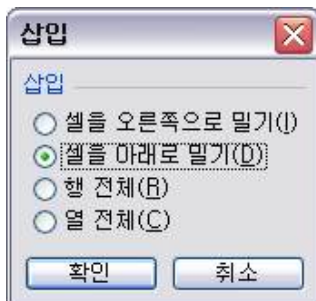 삽입
삽입
셀을 오른쪽으로 밀기(I)
셀을 아래로 밀기(D)
행 전체(R)
열 전체(C)
확인 취소